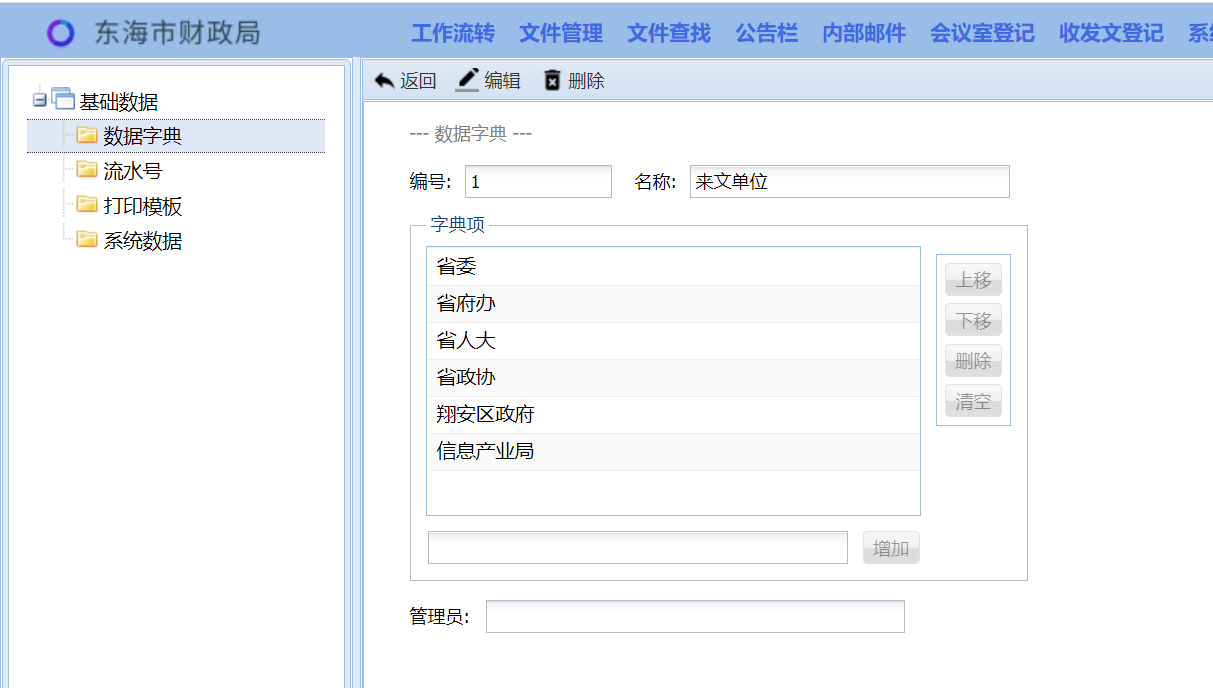 东海市财政局
工作流转 文件管理 文件查找 公告栏 内部邮件 会议室登记 收发文登记 系
基础数据
数据字典
流水号
打印模板
系统数据
返回 编辑 删除
--- 数据字典 ---
编号: 1 名称: 来文单位
字典项
省委
省府办
省人大
省政协
翔安区政府
信息产业局
上移
下移
删除
清空
增加
管理员: